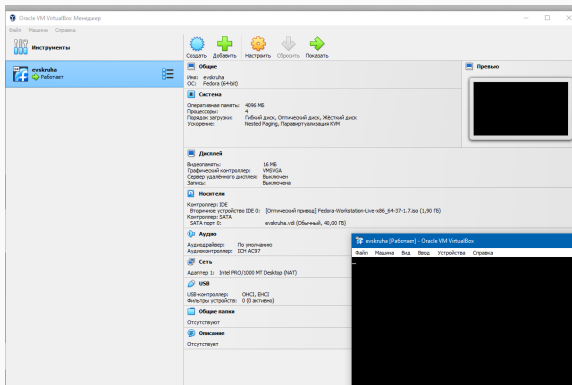 Oracle VM VirtualBox Менеджер
Файл Машина Справка
Инструменты
Создать Добавить Настроить Сбросить Показать
evskruha
Работает
Общие
Превью
Имя: evskruha
ОС: Fedora (64-bit)
Система
Оперативная память: 4096 МБ
Процессоры: 4
Порядок загрузки: Гибкий диск, Оптический диск, Жёсткий диск
Ускорение: Nested Paging, Паравиртуализация KVM
Дисплей
Видеопамять: 16 МБ
Графический контроллер: VMSVGA
Сервер удалённого дисплея: Выключен
Запись: Выключена
Носители
Контроллер: IDE
Вторичное устройство IDE 0: [Оптический привод] Fedora-Workstation-Live-x86_64-37-1.7.iso (1,90 ГБ)
Контроллер: SATA
SATA порт 0: evskruha.vdi (Обычный, 40,00 ГБ)
Аудио
Аудиодрайвер: По умолчанию
Аудиоконтроллер: ICH AC97
Сеть
Адаптер 1: Intel PRO/1000 MT Desktop (NAT)
USB
USB-контроллер: OHCI, EHCI
Фильтры устройств: 0 (0 активно)
Общие папки
Отсутствуют
Описание
Отсутствует
evskruha [Работает] - Oracle VM VirtualBox
Файл Машина Вид Ввод Устройства Справка